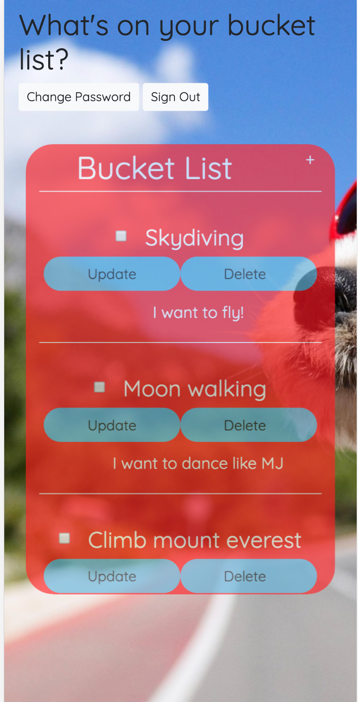 What's on your bucket
list?
Change Password Sign Out
Bucket List +
Skydiving
Update Delete
I want to fly!
Moon walking
Update Delete
I want to dance like MJ
Climb mount everest
Update Delete